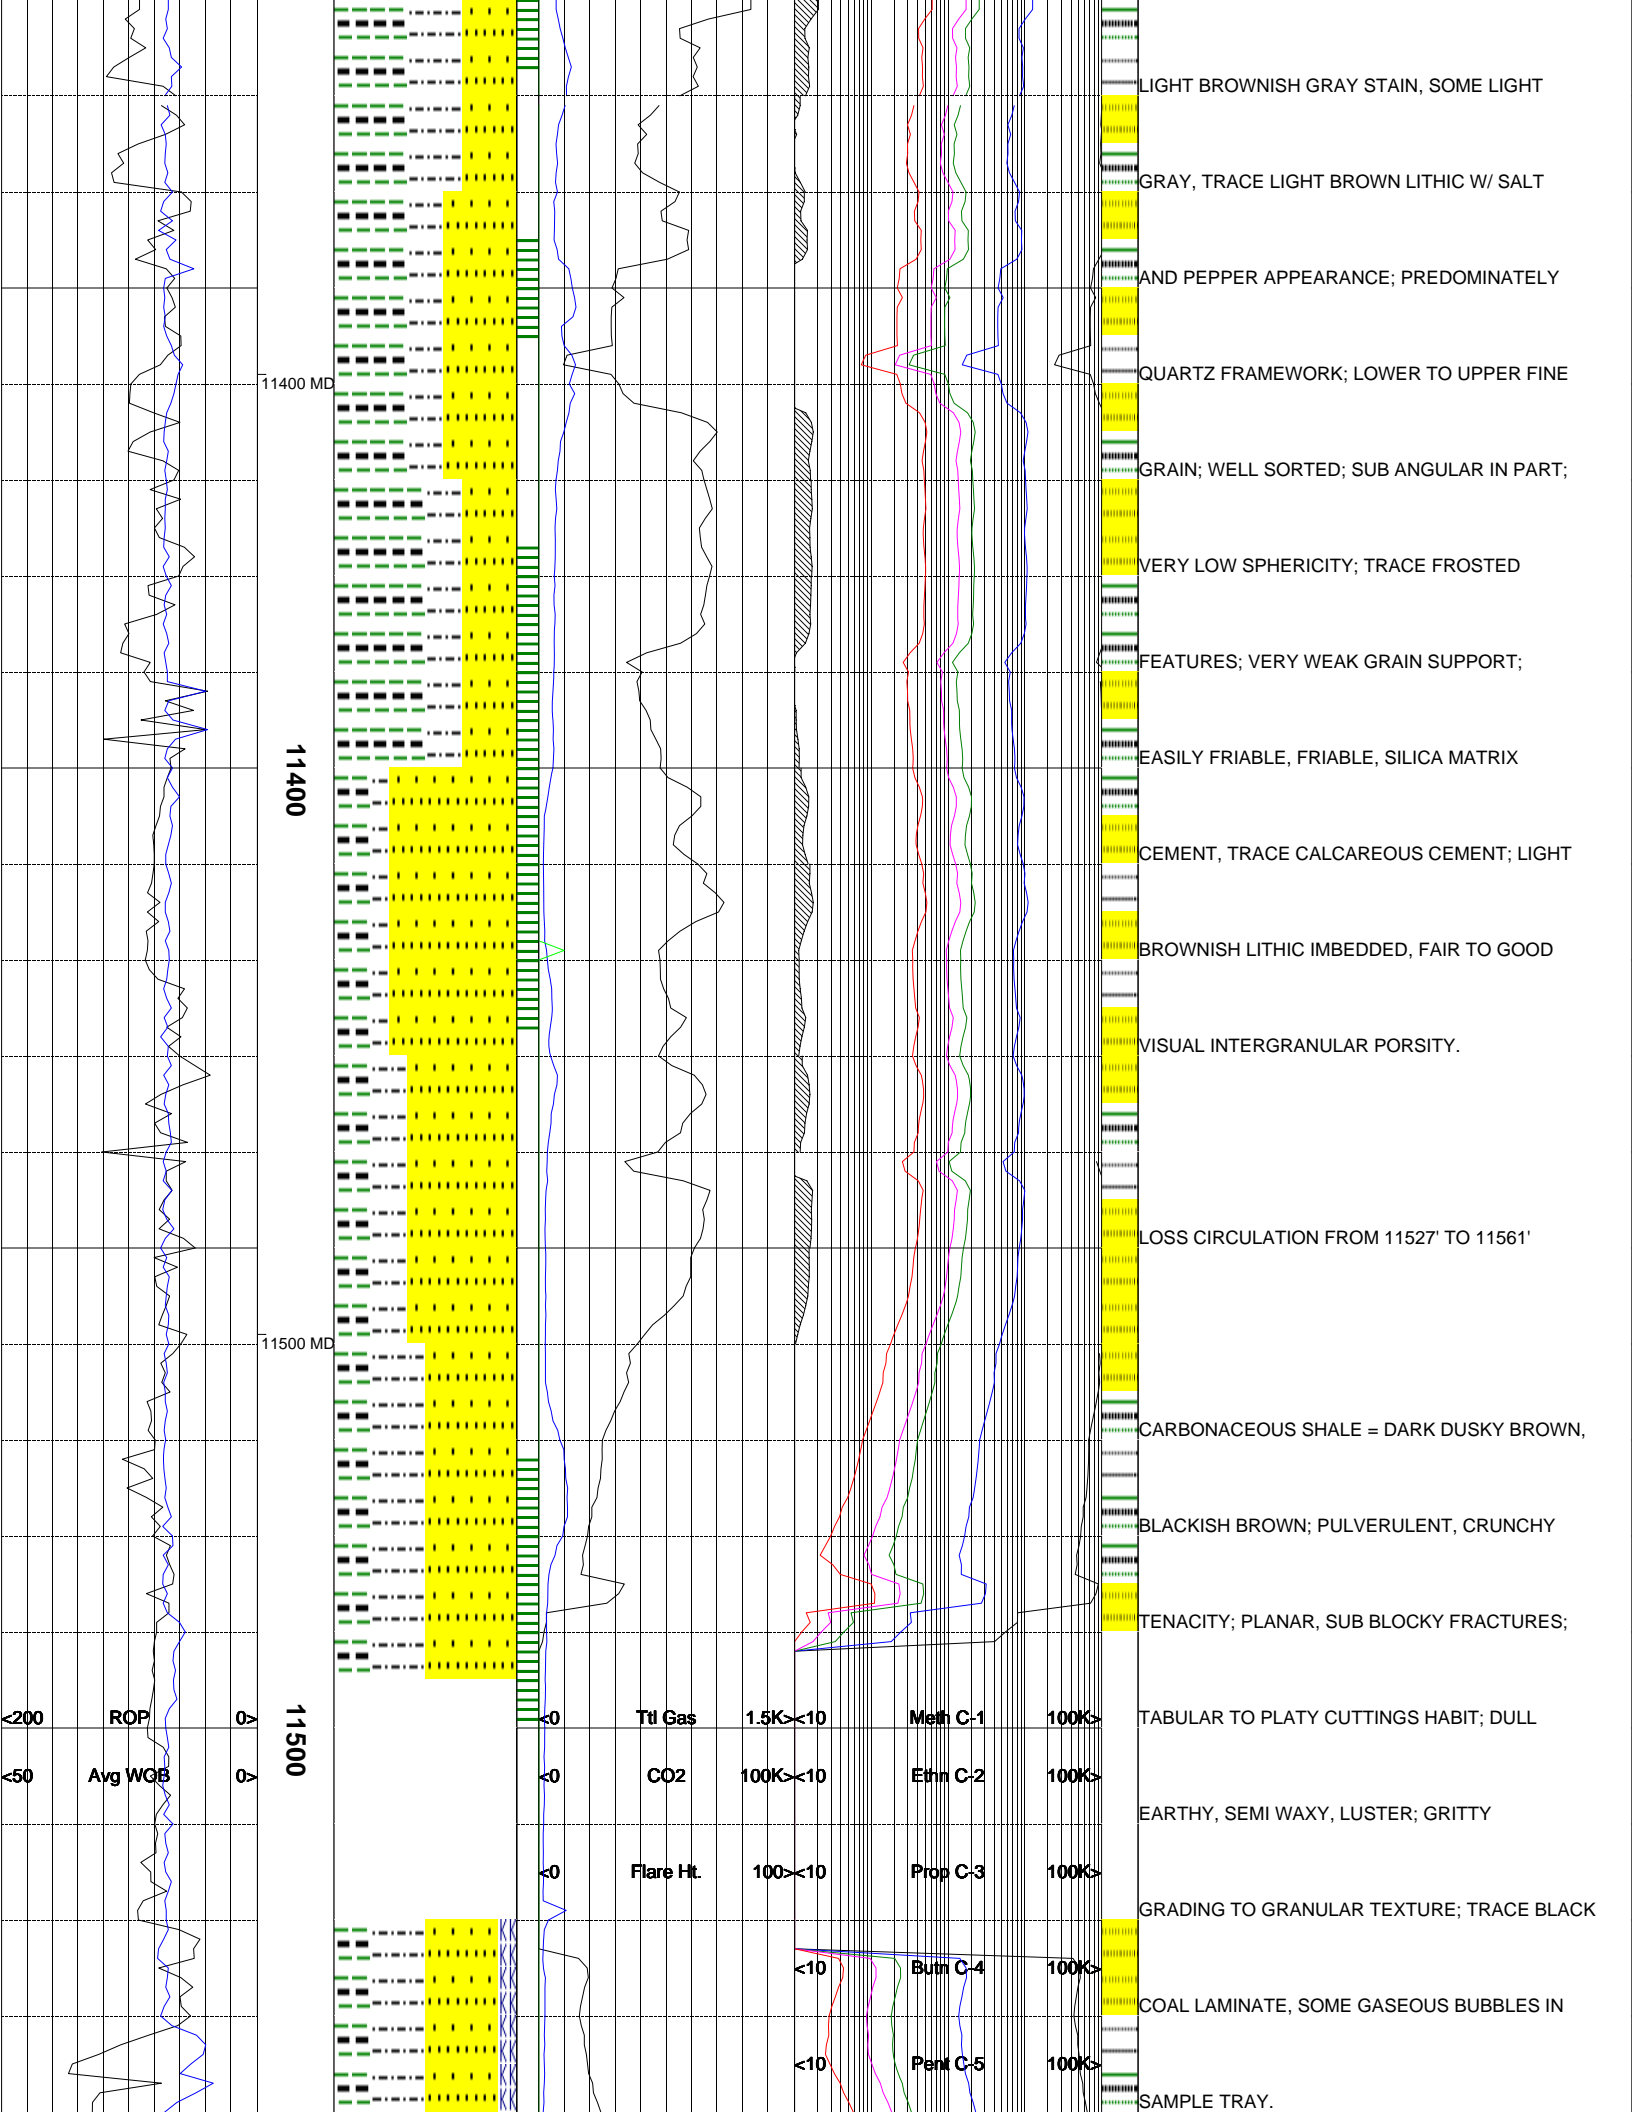 LIGHT BROWNISH GRAY STAIN, SOME LIGHT
GRAY, TRACE LIGHT BROWN LITHIC W/ SALT
AND PEPPER APPEARANCE; PREDOMINATELY
11400 MD
QUARTZ FRAMEWORK; LOWER TO UPPER FINE
GRAIN; WELL SORTED; SUB ANGULAR IN PART;
VERY LOW SPHERICITY; TRACE FROSTED
FEATURES; VERY WEAK GRAIN SUPPORT;
11400
EASILY FRIABLE, FRIABLE, SILICA MATRIX
CEMENT, TRACE CALCAREOUS CEMENT; LIGHT
BROWNISH LITHIC IMBEDDED, FAIR TO GOOD
VISUAL INTERGRANULAR PORSITY.
LOSS CIRCULATION FROM 11527' TO 11561'
11500 MD
CARBONACEOUS SHALE = DARK DUSKY BROWN,
BLACKISH BROWN; PULVERULENT, CRUNCHY
TENACITY; PLANAR, SUB BLOCKY FRACTURES;
11500
<200 ROP 0> <0 Ttl Gas 1.5K> <10 Meth C-1 100K> TABULAR TO PLATY CUTTINGS HABIT; DULL
<50 Avg WOB 0> <0 CO2 100K> <10 Ethn C-2 100K>
EARTHY, SEMI WAXY, LUSTER; GRITTY
<0 Flare Ht. 100> <10 Prop C-3 100K>
GRADING TO GRANULAR TEXTURE; TRACE BLACK
<10 Butn C-4 100K>
COAL LAMINATE, SOME GASEOUS BUBBLES IN
<10 Pent C-5 100K>
SAMPLE TRAY.